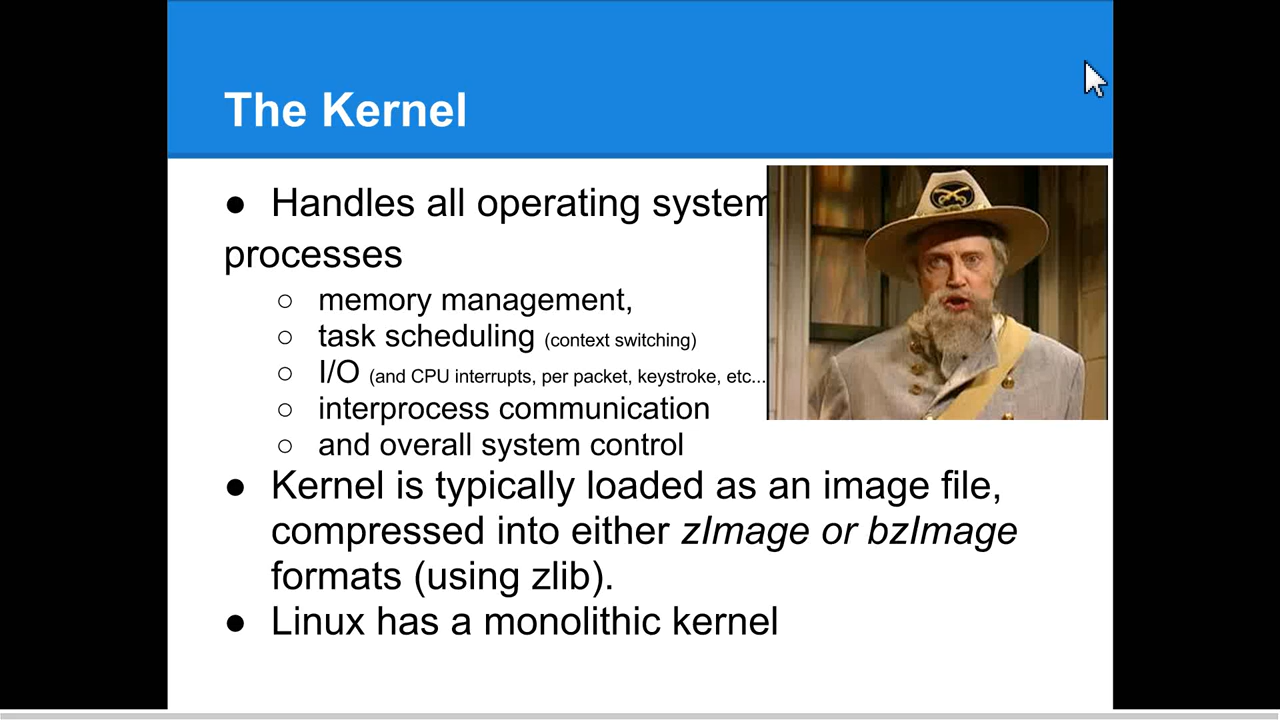 The Kernel
● Handles all operating system
processes
○ memory management,
○ task scheduling (context switching)
○ I/O (and CPU interrupts, per packet, keystroke, etc...
○ interprocess communication
○ and overall system control
● Kernel is typically loaded as an image file,
compressed into either zImage or bzImage
formats (using zlib).
● Linux has a monolithic kernel